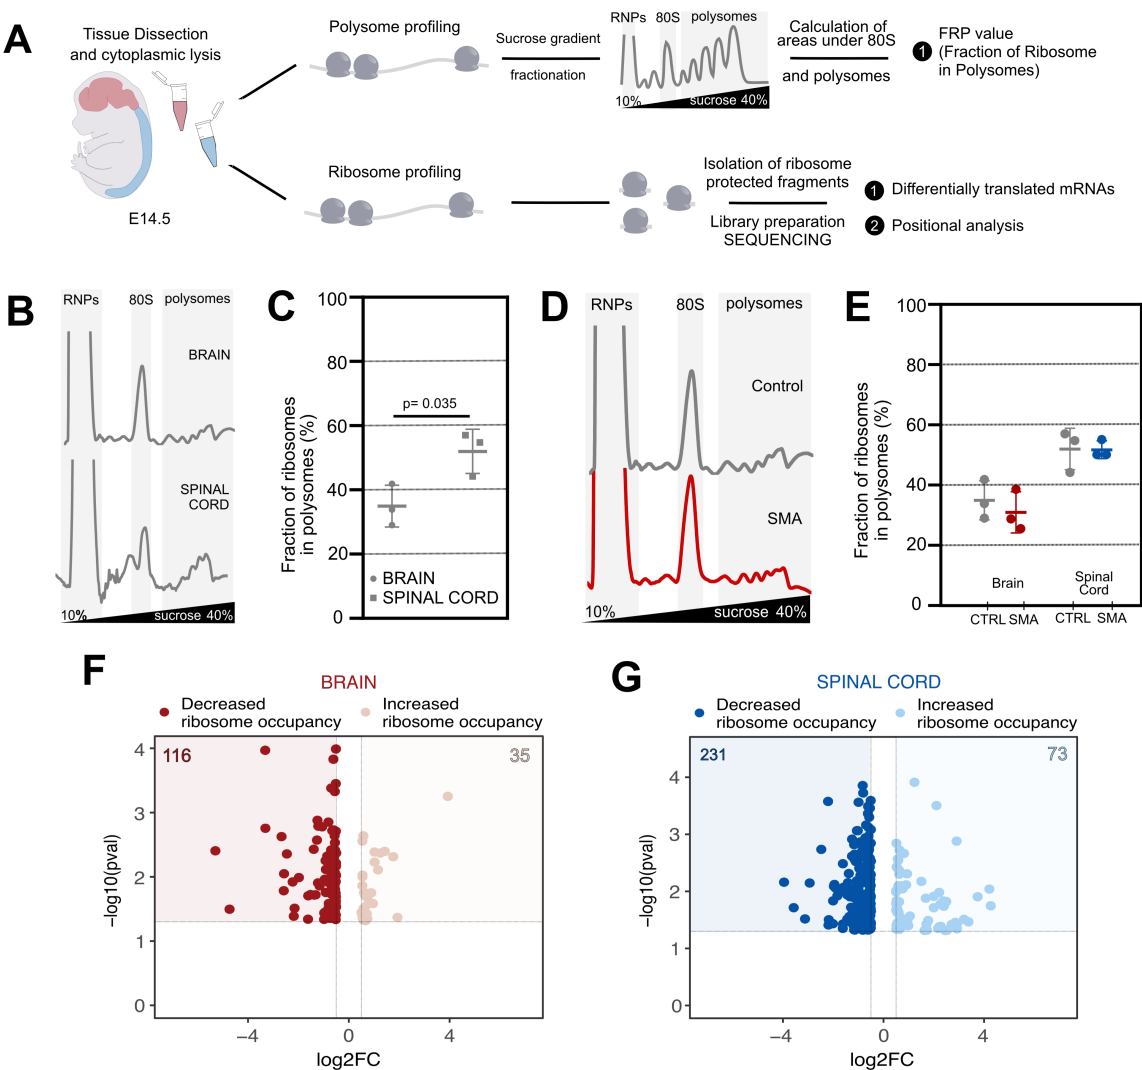 A
Tissue Dissection
and cytoplasmic lysis
E14.5
Polysome profiling
Sucrose gradient
fractionation
RNPs 80S polysomes
10% sucrose 40%
Calculation of
areas under 80S
and polysomes
1 FRP value
(Fraction of Ribosome
in Polysomes)
Ribosome profiling
Isolation of ribosome
protected fragments
Library preparation
SEQUENCING
1 Differentially translated mRNAs
2 Positional analysis
B
RNPs 80S polysomes
BRAIN
SPINAL
CORD
10% sucrose 40%
C
Fraction of ribosomes
in polysomes (%)
100
80
60
40
20
0
p= 0.035
BRAIN
SPINAL CORD
D
RNPs 80S polysomes
Control
SMA
10% sucrose 40%
E
Fraction of ribosomes
in polysomes (%)
100
80
60
40
20
0
Brain
Spinal
Cord
CTRL SMA CTRL SMA
F
BRAIN
Decreased
ribosome occupancy
Increased
ribosome occupancy
116
35
−log10(pval)
4
3
2
1
0
−4 0 4
log2FC
G
SPINAL CORD
Decreased
ribosome occupancy
Increased
ribosome occupancy
231
73
−log10(pval)
4
3
2
1
0
−4 0 4
log2FC